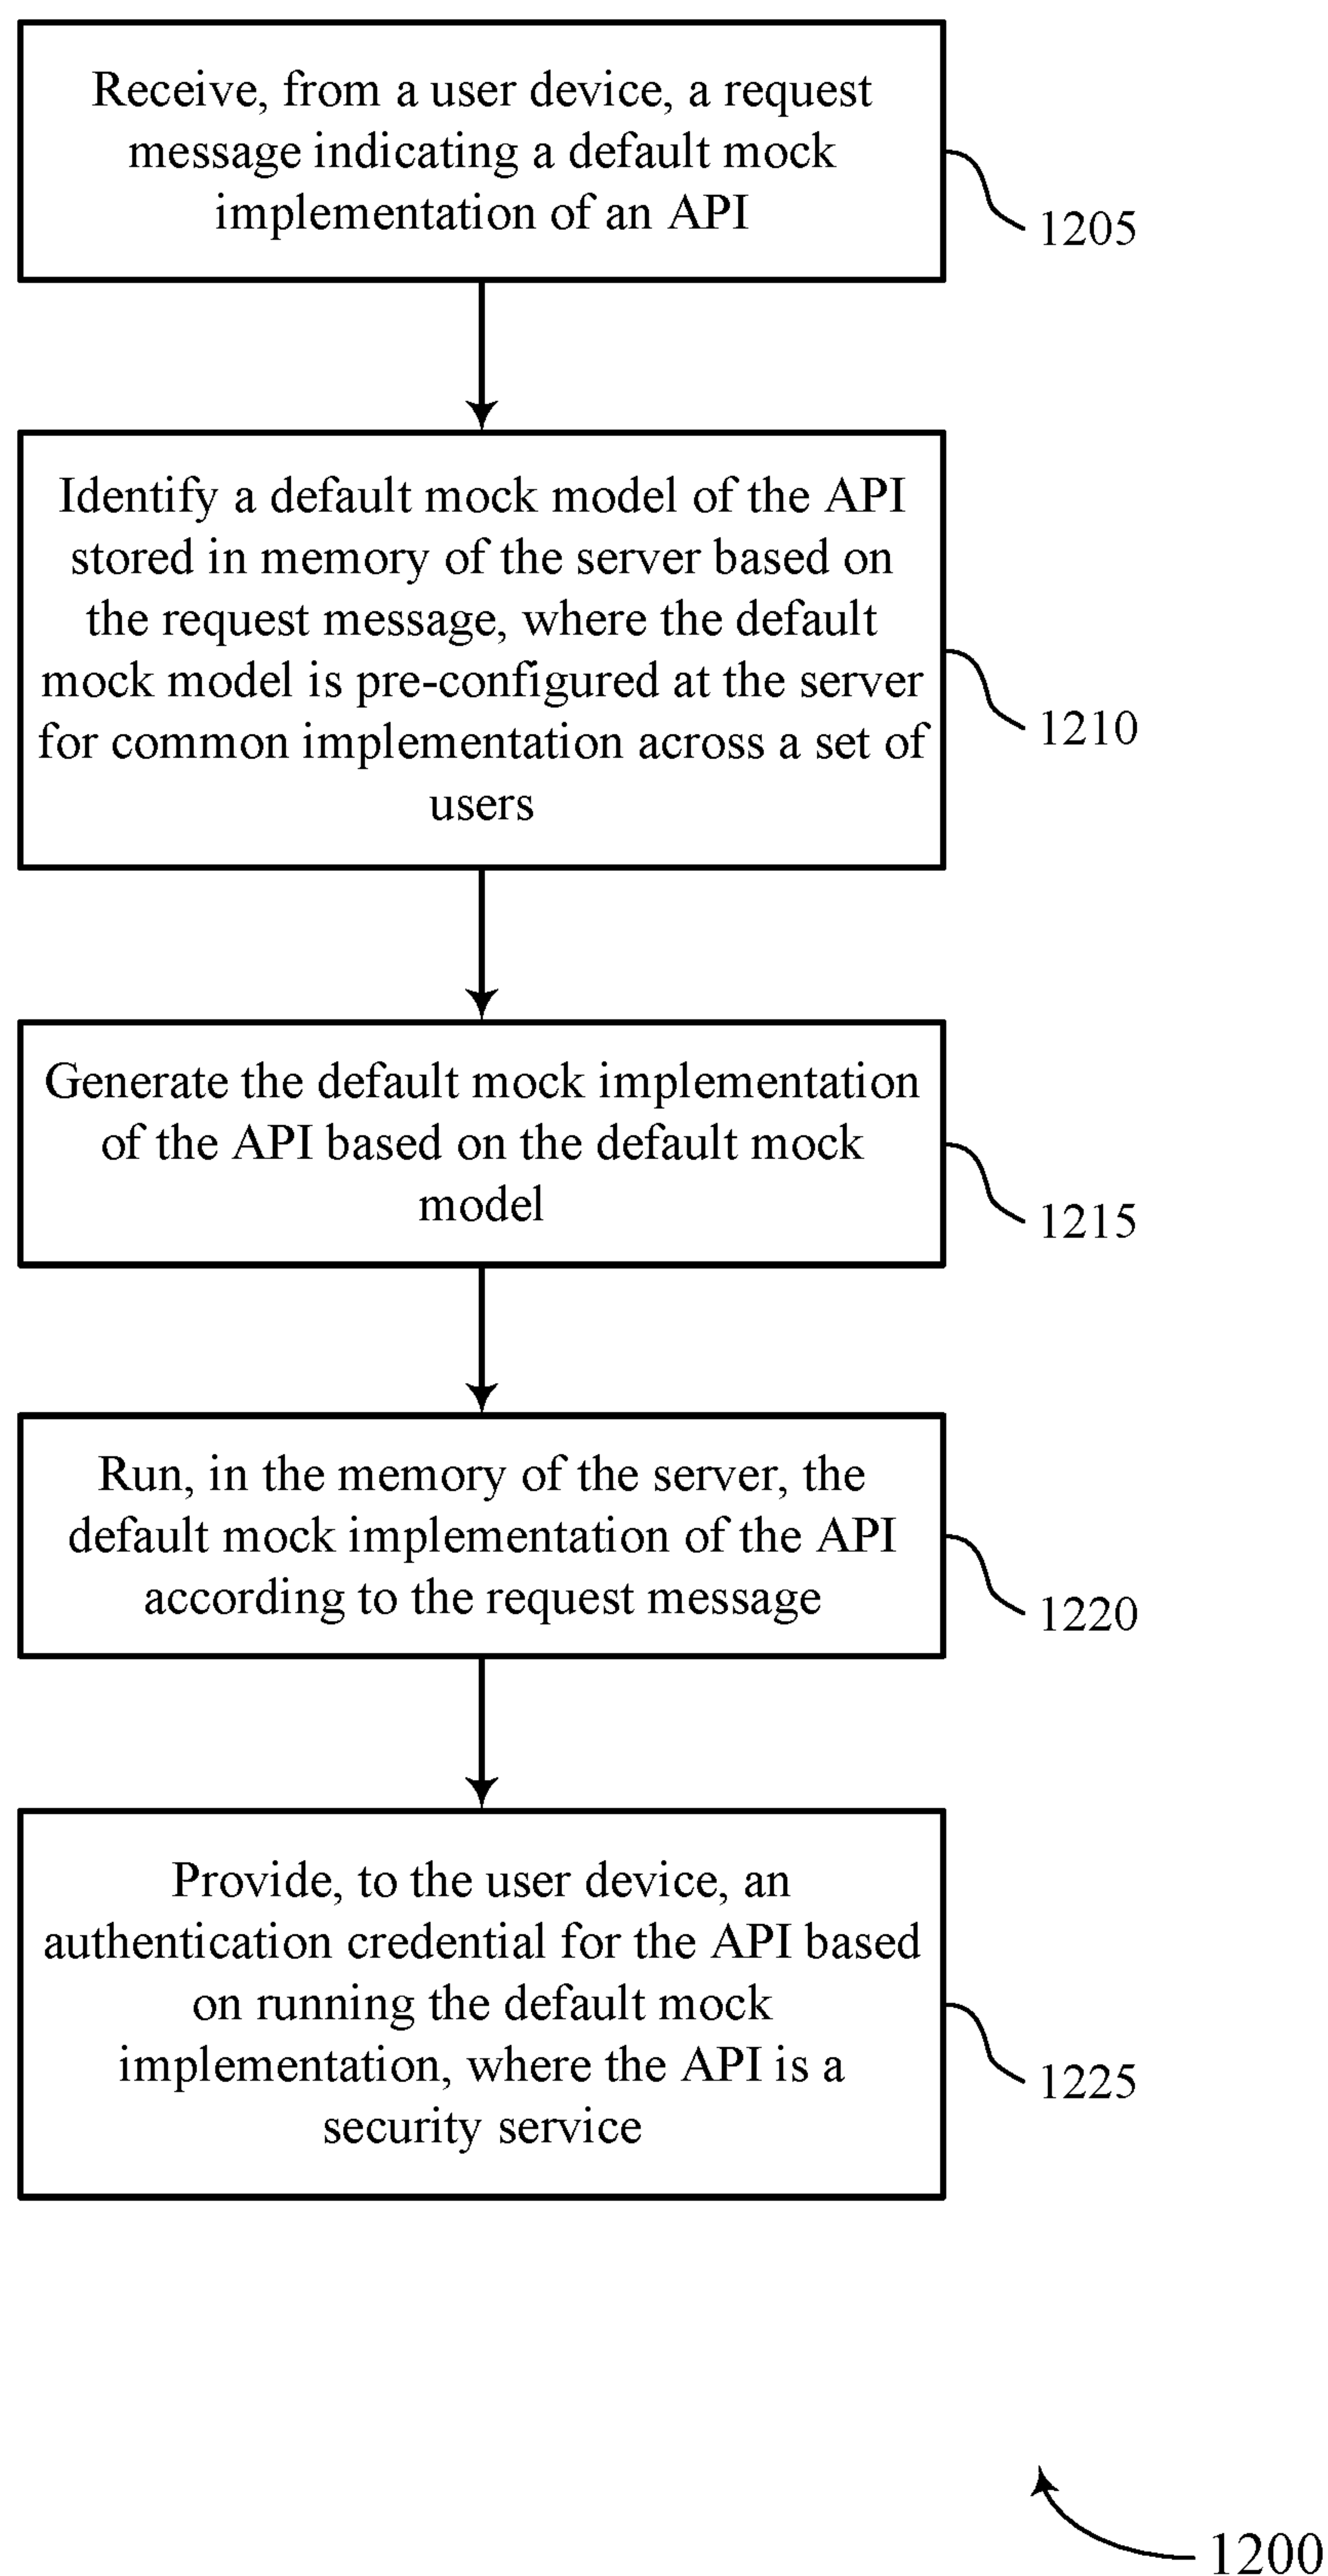 Receive, from a user device, a request
message indicating a default mock
implementation of an API
1205
Identify a default mock model of the API
stored in memory of the server based on
the request message, where the default
mock model is pre-configured at the server
for common implementation across a set of
users
1210
Generate the default mock implementation
of the API based on the default mock
model
1215
Run, in the memory of the server, the
default mock implementation of the API
according to the request message
1220
Provide, to the user device, an
authentication credential for the API based
on running the default mock
implementation, where the API is a
security service
1225
1200